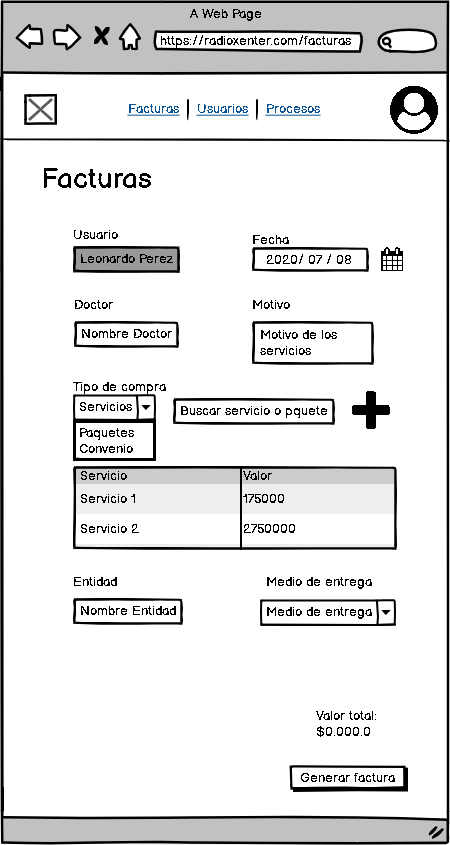 A Web Page
https://radioxenter.com/facturas
Facturas | Usuarios | Procesos
Facturas
Usuario
Fecha
Leonardo Perez
2020/ 07 / 08
Doctor
Motivo
Nombre Doctor
Motivo de los
servicios
Tipo de compra
Servicios
Buscar servicio o pquete
Paquetes
Convenio
Servicio Valor
Servicio 1 175000
Servicio 2 2750000
Entidad
Medio de entrega
Nombre Entidad
Medio de entrega
Valor total:
$0.000.0
Generar factura